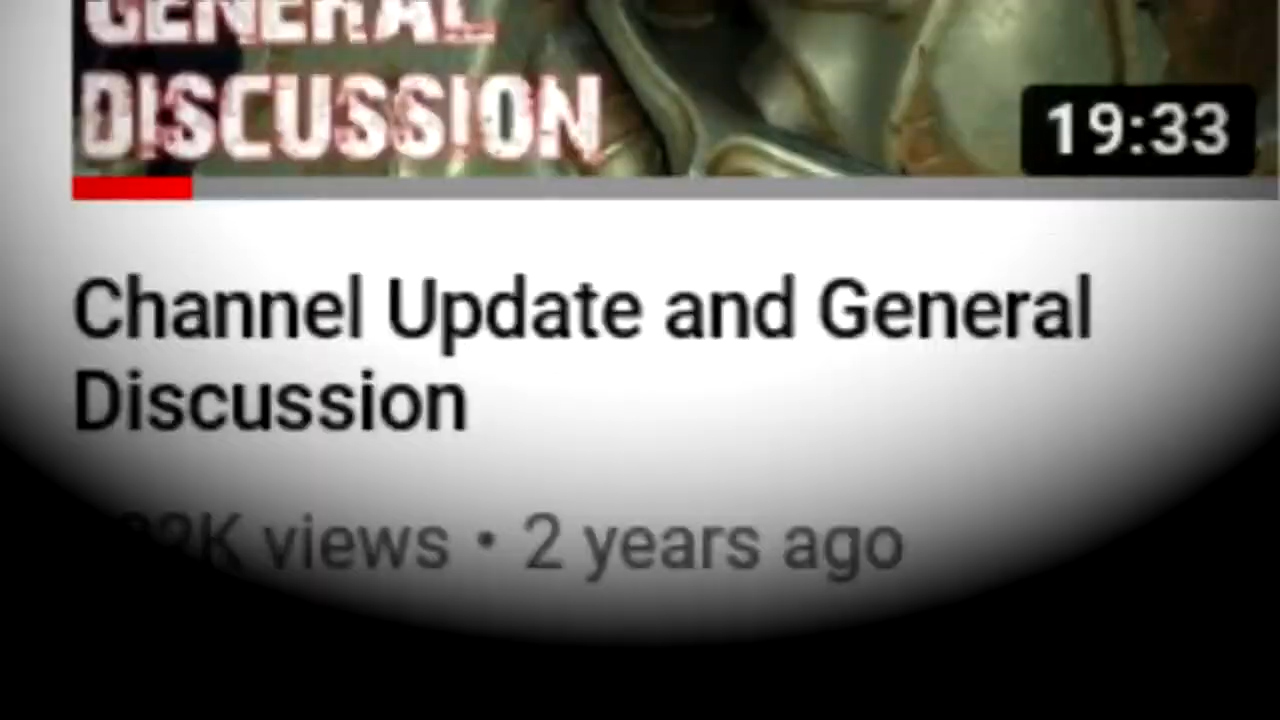 GENERAL
DISCUSSION
19:33
Channel Update and General
Discussion
views • 2 years ago